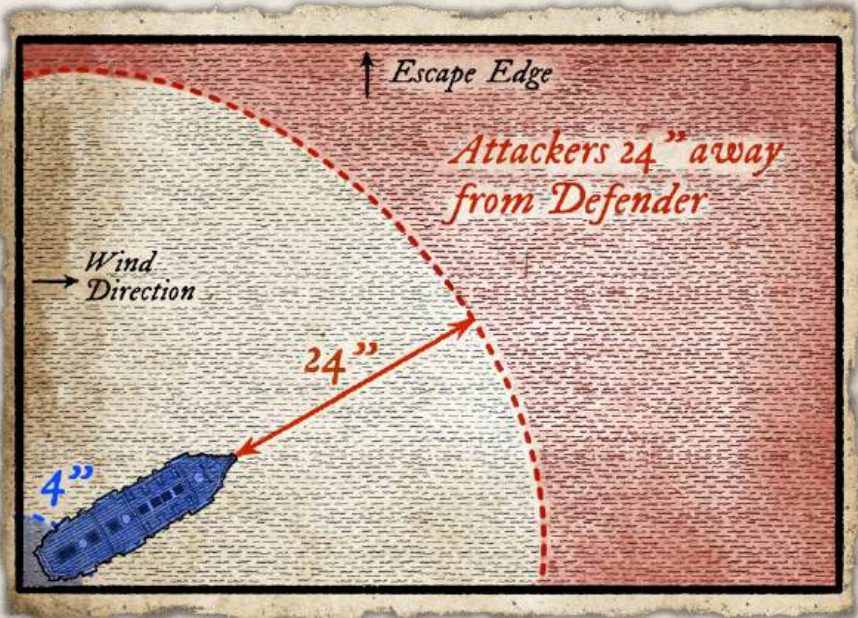 Escape Edge
Attackers 24” away
from Defender
Wind
Direction
24”
4”